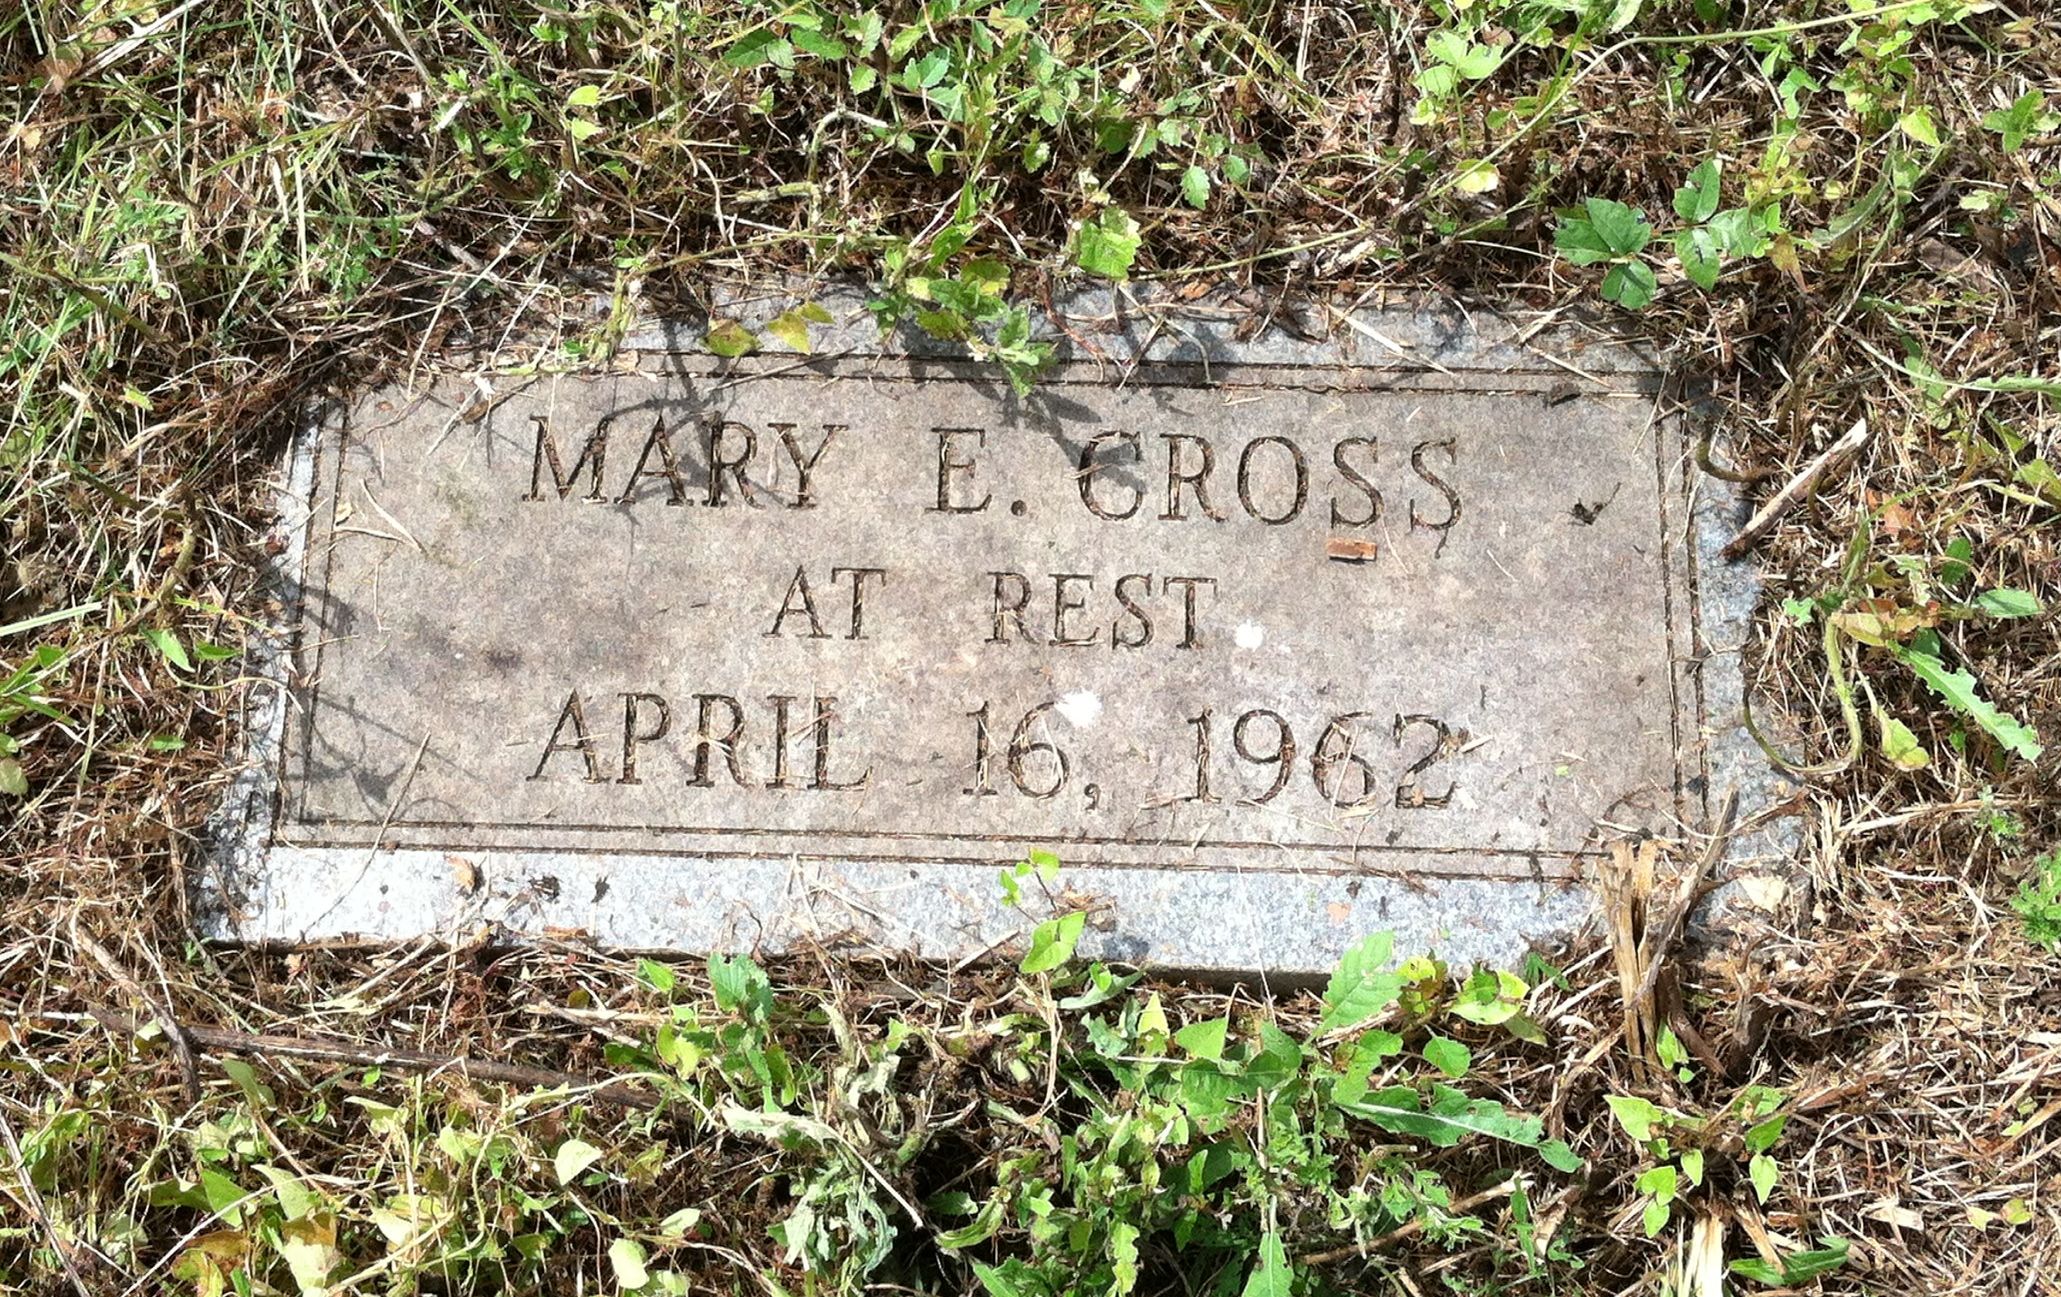 MARY E. CROSS
AT REST
APRIL 16, 1962